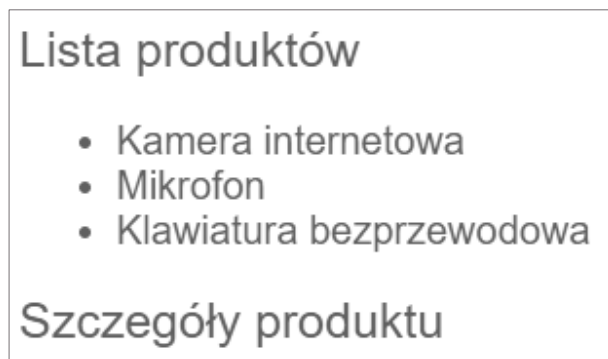 Lista produktów
• Kamera internetowa
• Mikrofon
• Klawiatura bezprzewodowa
Szczegóły produktu